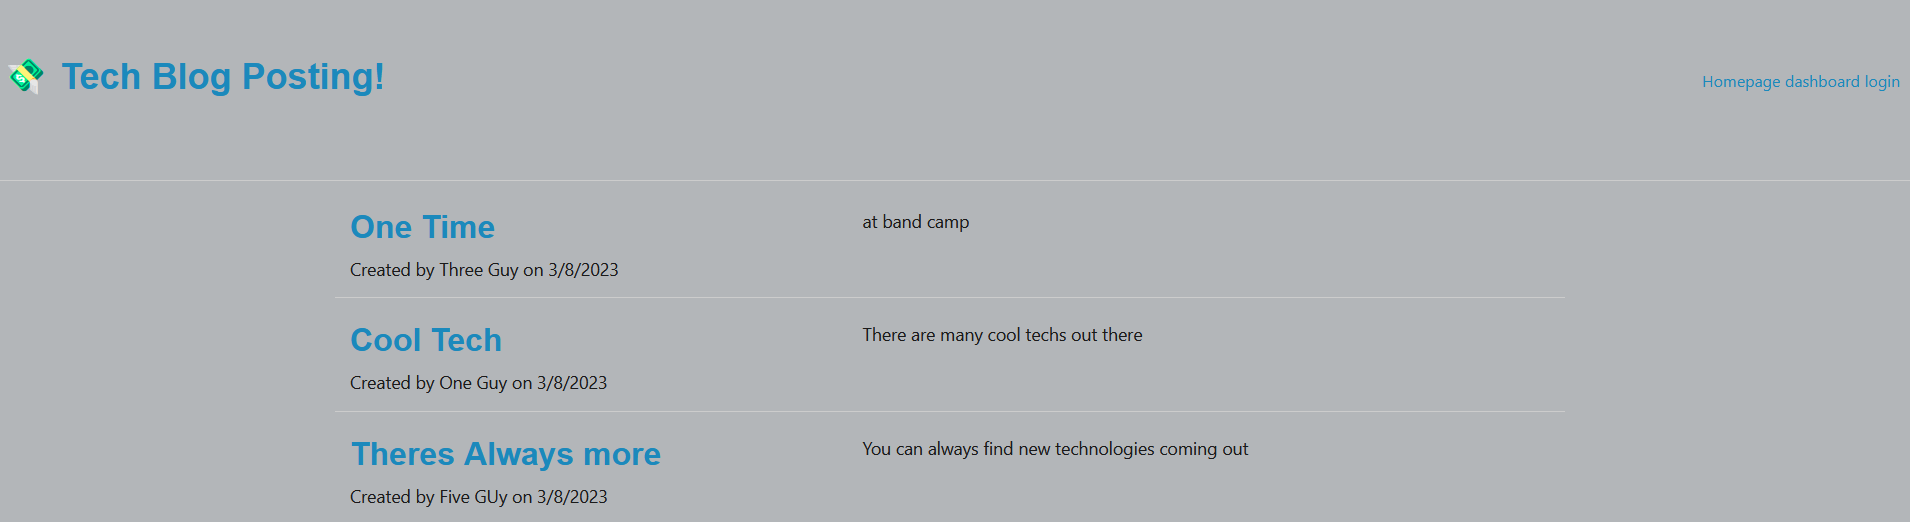 💸 Tech Blog Posting!
Homepage dashboard login
One Time
at band camp
Created by Three Guy on 3/8/2023
Cool Tech
There are many cool techs out there
Created by One Guy on 3/8/2023
Theres Always more
You can always find new technologies coming out
Created by Five GUy on 3/8/2023